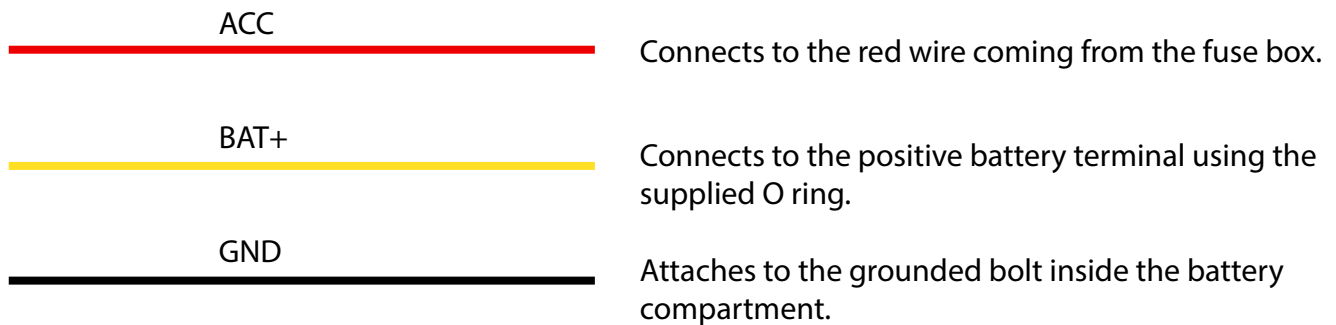 ACC
Connects to the red wire coming from the fuse box.
BAT+
Connects to the positive battery terminal using the
supplied O ring.
GND
Attaches to the grounded bolt inside the battery
compartment.